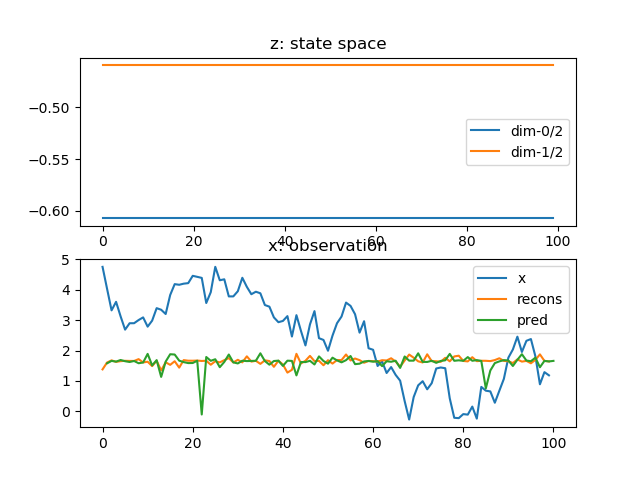 z: state space
−0.50
−0.55
−0.60
dim-0/2
dim-1/2
0 20 40 60 80 100
x: observation
5
4
3
2
1
0
x
recons
pred
0 20 40 60 80 100